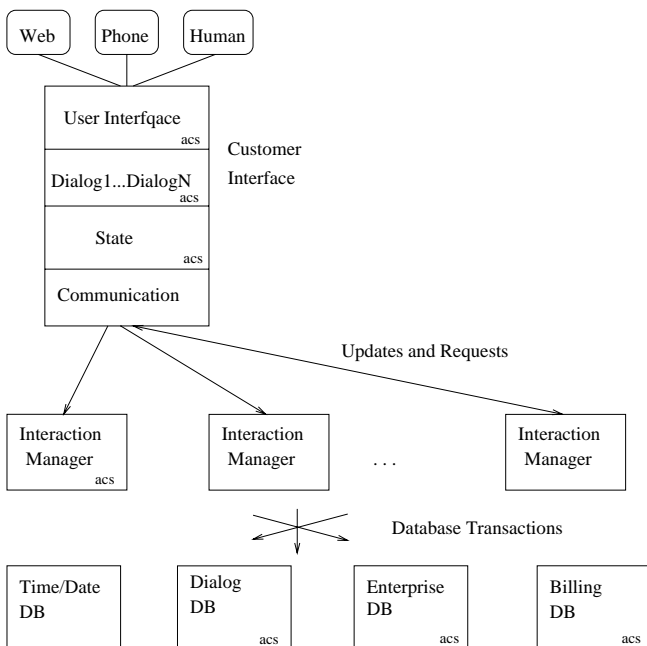 Web
Phone
Human
User Interfqace
acs
Customer
Interface
Dialog1...DialogN
acs
State
acs
Communication
Updates and Requests
Interaction
Manager
acs
Interaction
Manager
. . .
Interaction
Manager
Database Transactions
Time/Date
DB
Dialog
DB
acs
Enterprise
DB
acs
Billing
DB
acs